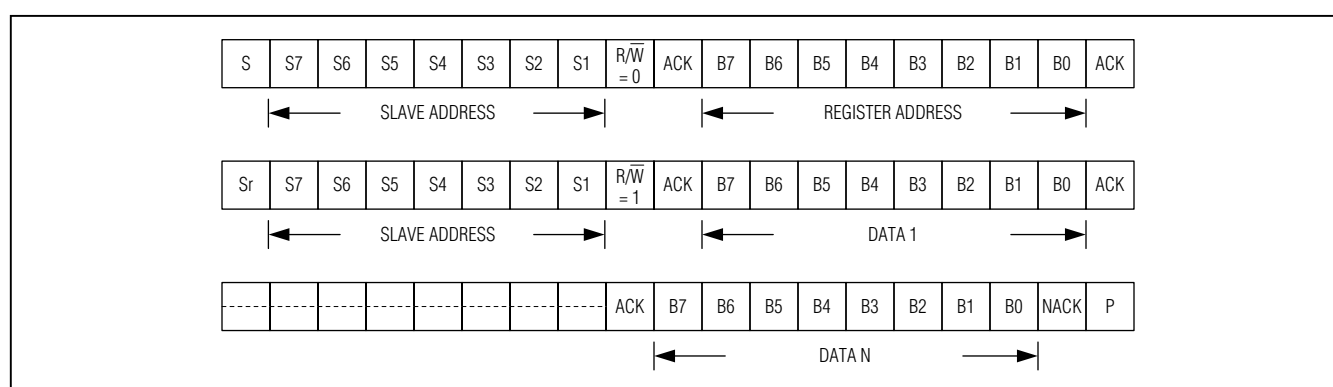 S S7 S6 S5 S4 S3 S2 S1 R/W̅ = 0 ACK B7 B6 B5 B4 B3 B2 B1 B0 ACK
SLAVE ADDRESS REGISTER ADDRESS
Sr S7 S6 S5 S4 S3 S2 S1 R/W̅ = 1 ACK B7 B6 B5 B4 B3 B2 B1 B0 ACK
SLAVE ADDRESS DATA 1
ACK B7 B6 B5 B4 B3 B2 B1 B0 NACK P
DATA N